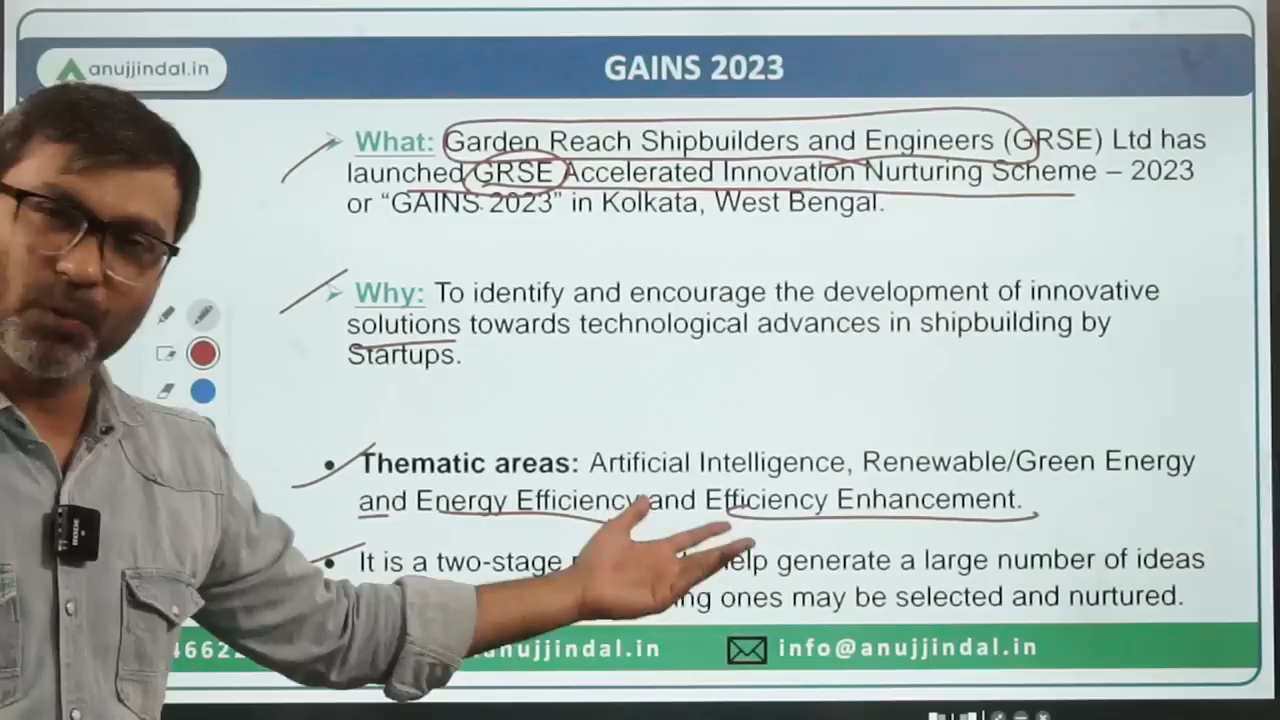 anujjindal.in
GAINS 2023
What: Garden Reach Shipbuilders and Engineers (GRSE) Ltd has
launched GRSE Accelerated Innovation Nurturing Scheme – 2023
or “GAINS 2023” in Kolkata, West Bengal.
Why: To identify and encourage the development of innovative
solutions towards technological advances in shipbuilding by
Startups.
Thematic areas: Artificial Intelligence, Renewable/Green Energy
and Energy Efficiency and Efficiency Enhancement.
It is a two-stage generate a large number of ideas
ones may be selected and nurtured.
anujjindal.in
info@anujjindal.in